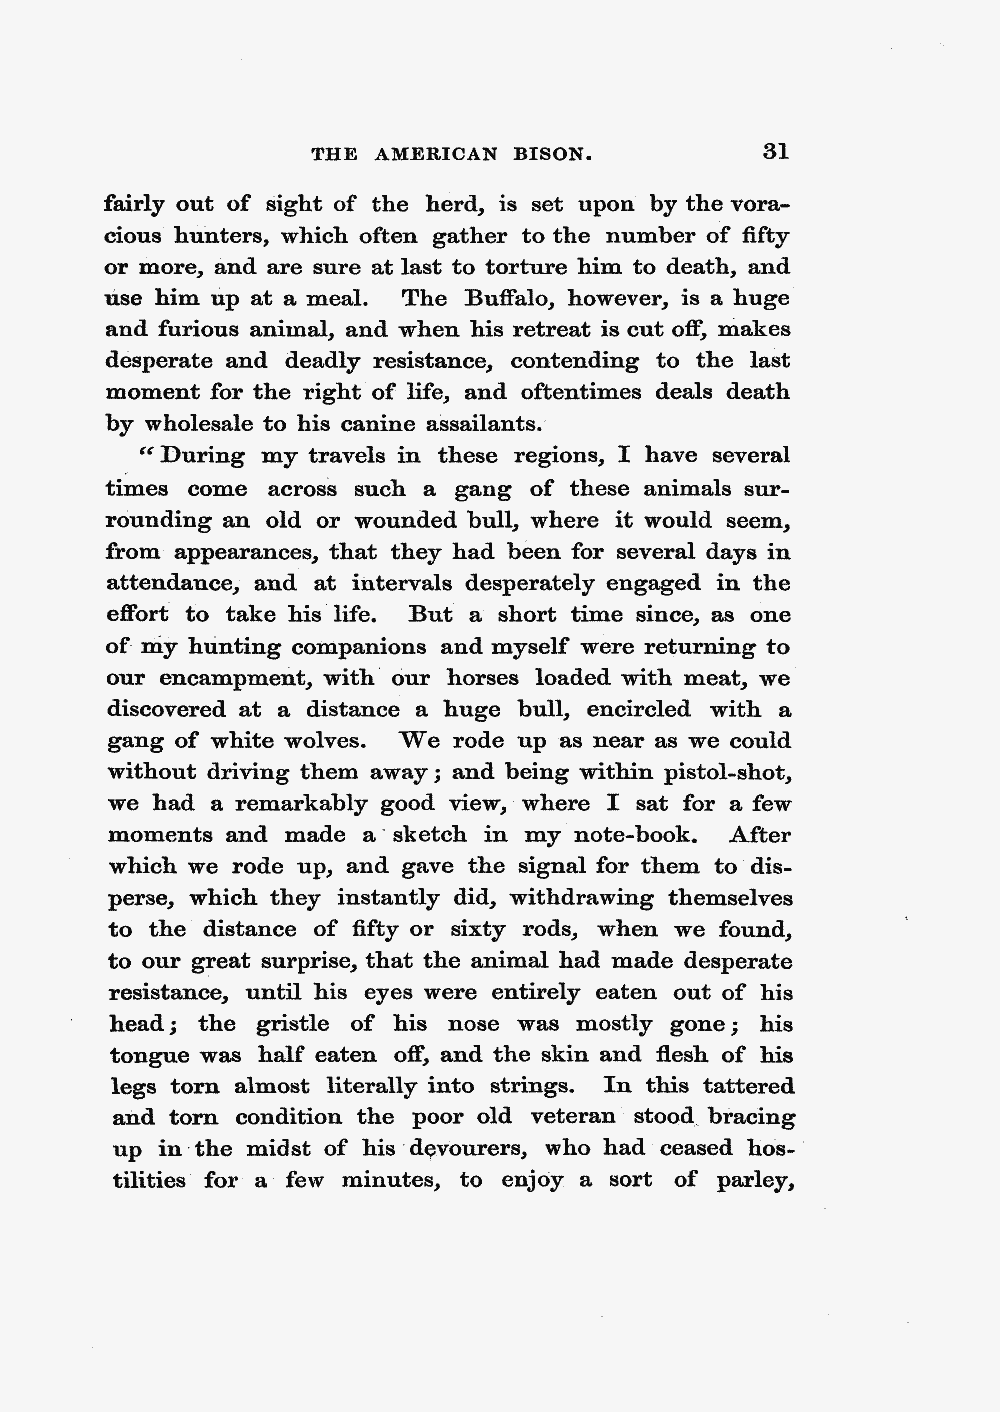 THE AMERICAN BISON. 31
fairly out of sight of the herd, is set upon by the vora-
cious hunters, which often gather to the number of fifty
or more, and are sure at last to torture him to death, and
use him up at a meal. The Buffalo, however, is a huge
and furious animal, and when his retreat is cut off, makes
desperate and deadly resistance, contending to the last
moment for the right of life, and oftentimes deals death
by wholesale to his canine assailants.
“During my travels in these regions, I have several
times come across such a gang of these animals sur-
rounding an old or wounded bull, where it would seem,
from appearances, that they had been for several days in
attendance, and at intervals desperately engaged in the
effort to take his life. But a short time since, as one
of my hunting companions and myself were returning to
our encampment, with our horses loaded with meat, we
discovered at a distance a huge bull, encircled with a
gang of white wolves. We rode up as near as we could
without driving them away; and being within pistol-shot,
we had a remarkably good view, where I sat for a few
moments and made a sketch in my note-book. After
which we rode up, and gave the signal for them to dis-
perse, which they instantly did, withdrawing themselves
to the distance of fifty or sixty rods, when we found,
to our great surprise, that the animal had made desperate
resistance, until his eyes were entirely eaten out of his
head; the gristle of his nose was mostly gone; his
tongue was half eaten off, and the skin and flesh of his
legs torn almost literally into strings. In this tattered
and torn condition the poor old veteran stood bracing
up in the midst of his devourers, who had ceased hos-
tilities for a few minutes, to enjoy a sort of parley,